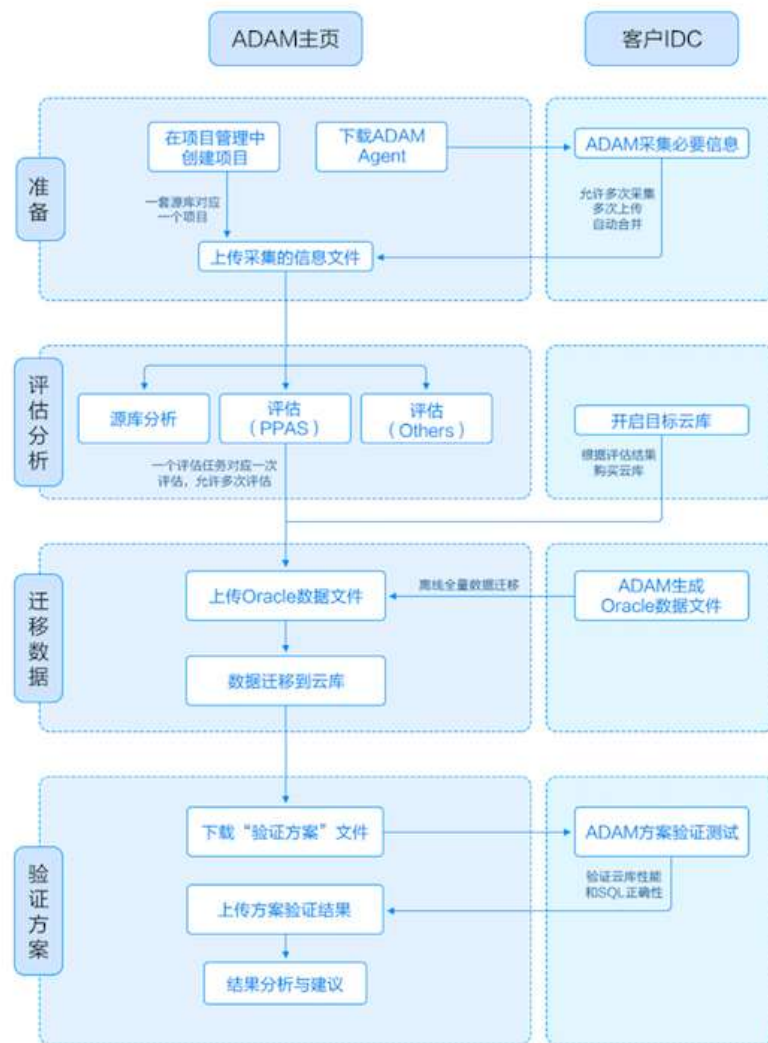 ADAM主页
客户IDC
准备
在项目管理中
创建项目
下载ADAM
Agent
ADAM采集必要信息
一套源库对应
一个项目
允许多次采集
多次上传
自动合并
上传采集的信息文件
评估分析
源库分析
评估
（PPAS）
评估
（Others）
开启目标云库
一个评估任务对应一次
评估，允许多次评估
根据评估结果
购买云库
迁移数据
上传Oracle数据文件
离线全量数据迁移
ADAM生成
Oracle数据文件
数据迁移到云库
验证方案
下载“验证方案”文件
ADAM方案验证测试
验证云库性能
和SQL正确性
上传方案验证结果
结果分析与建议